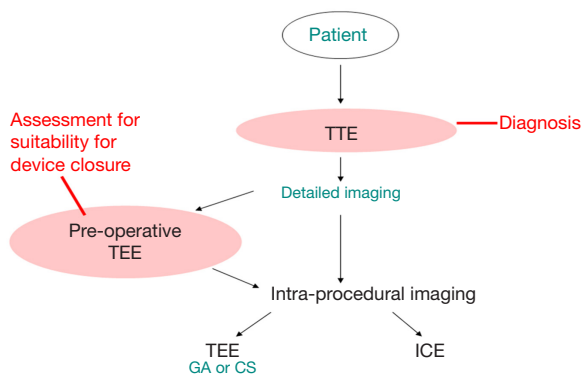 Patient
Assessment for
suitability for
device closure
TTE
Diagnosis
Detailed imaging
Pre-operative
TEE
Intra-procedural imaging
TEE
GA or CS
ICE